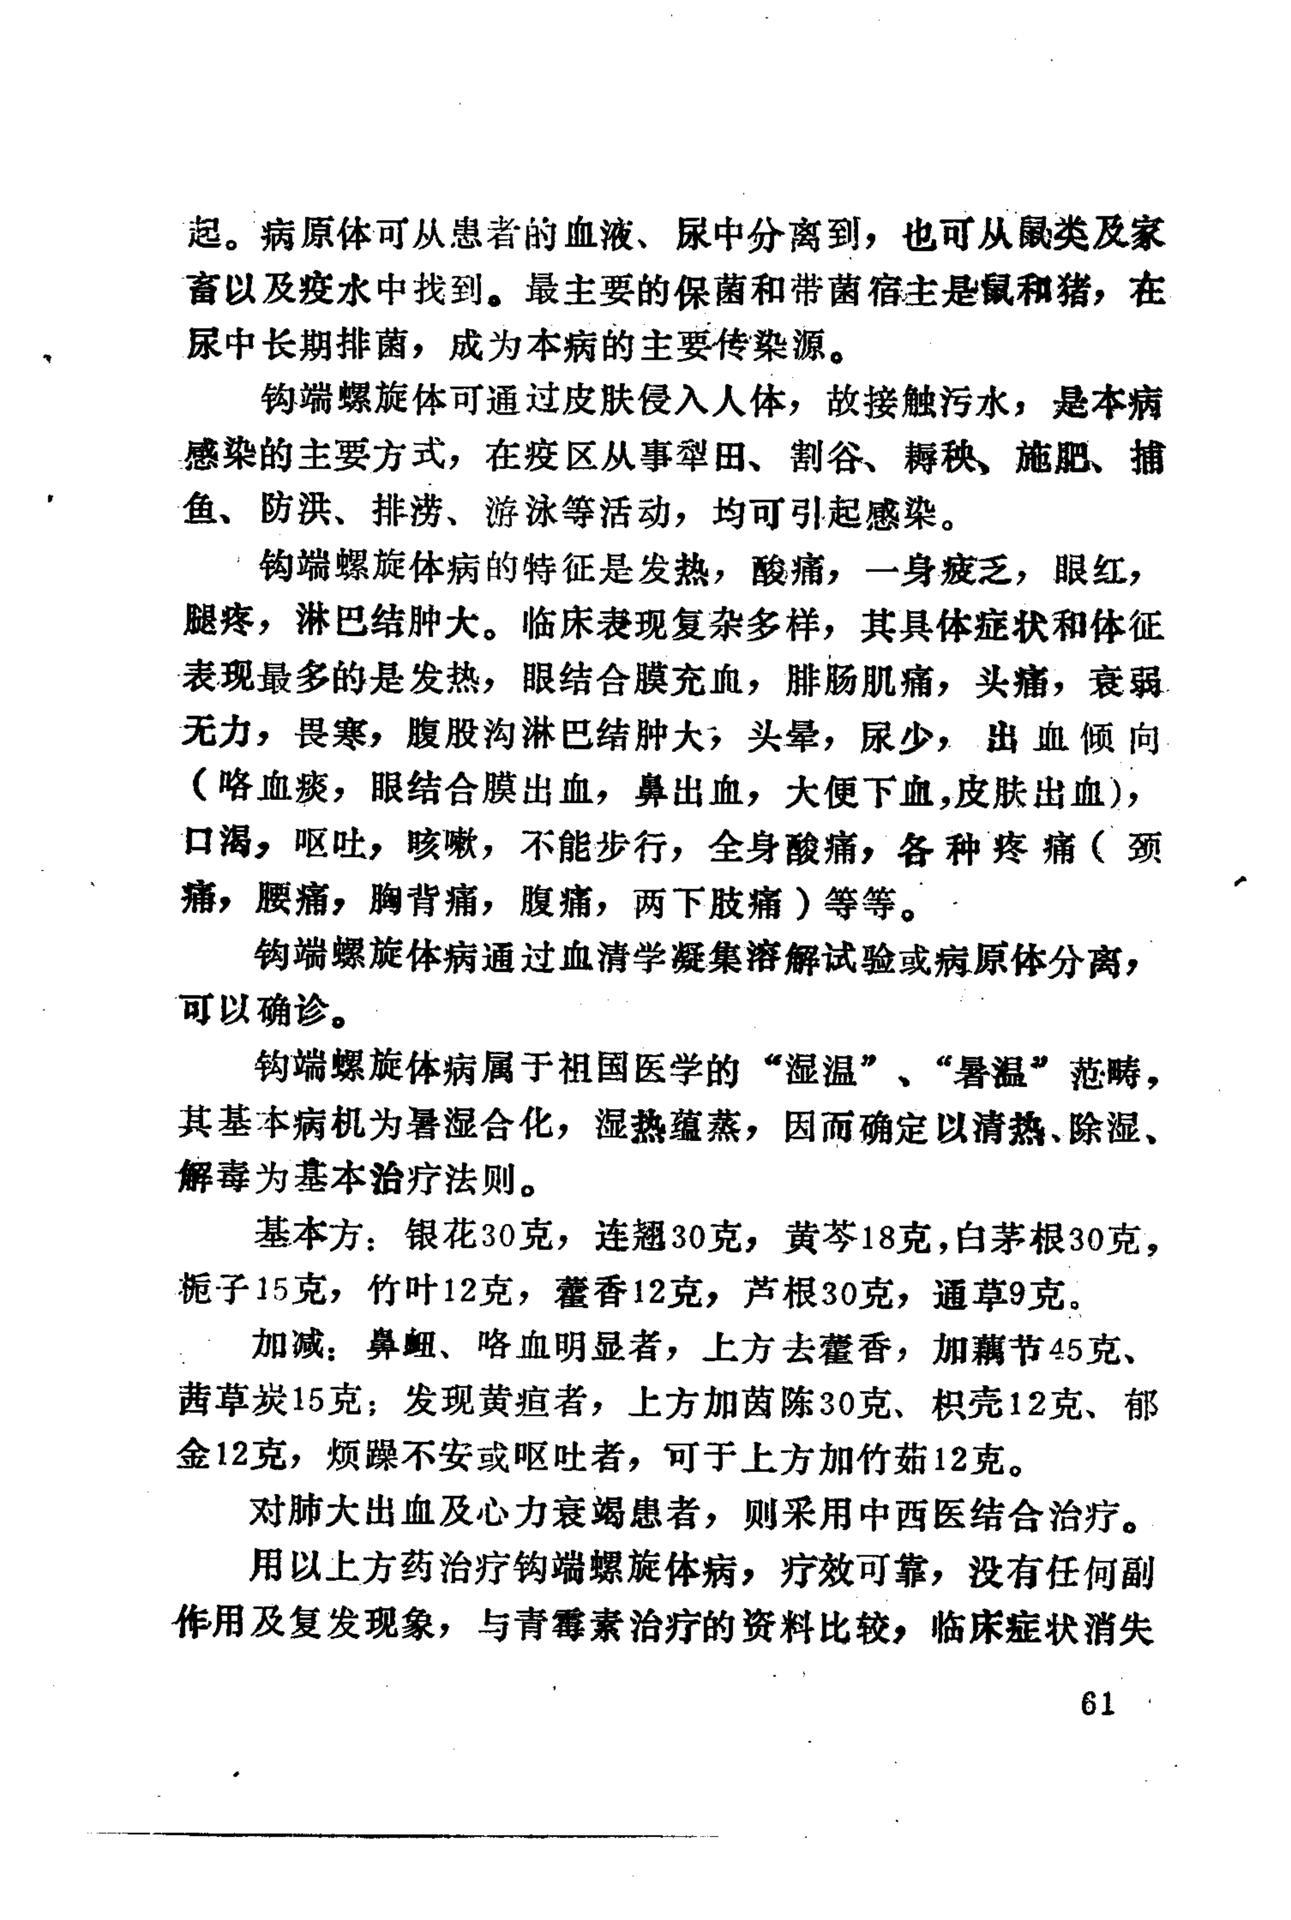 起。病原体可从患者的血液、尿中分离到，也可从鼠类及家
畜以及疫水中找到。最主要的保菌和带菌宿主是鼠和猪，在
尿中长期排菌，成为本病的主要传染源。
钩端螺旋体可通过皮肤侵入人体，故接触污水，是本病
感染的主要方式，在疫区从事犁田、割谷、耨秧、施肥、捕
鱼、防洪、排涝、游泳等活动，均可引起感染。
钩端螺旋体病的特征是发热，酸痛，一身疲乏，眼红，
腿疼，淋巴结肿大。临床表现复杂多样，其具体症状和体征
表现最多的是发热，眼结合膜充血，腓肠肌痛，头痛，衰弱
无力，畏寒，腹股沟淋巴结肿大，头晕，尿少，出血倾向
（咯血痰，眼结合膜出血，鼻出血，大便下血，皮肤出血），
口渴，呕吐，咳嗽，不能步行，全身酸痛，各种疼痛（颈
痛，腰痛，胸背痛，腹痛，两下肢痛）等等。
钩端螺旋体病通过血清学凝集溶解试验或病原体分离，
可以确诊。
钩端螺旋体病属于祖国医学的“湿温”、“暑温”范畴，
其基本病机为暑湿合化，湿热蕴蒸，因而确定以清热、除湿、
解毒为基本治疗法则。
基本方：银花30克，连翘30克，黄芩18克，白茅根30克，
栀子15克，竹叶12克，藿香12克，芦根30克，通草9克。
加减：鼻衄、咯血明显者，上方去藿香，加藕节45克、
茜草炭15克；发现黄疸者，上方加茵陈30克、枳壳12克、郁
金12克，烦躁不安或呕吐者，可于上方加竹茹12克。
对肺大出血及心力衰竭患者，则采用中西医结合治疗。
用以上方药治疗钩端螺旋体病，疗效可靠，没有任何副
作用及复发现象，与青霉素治疗的资料比较，临床症状消失
61